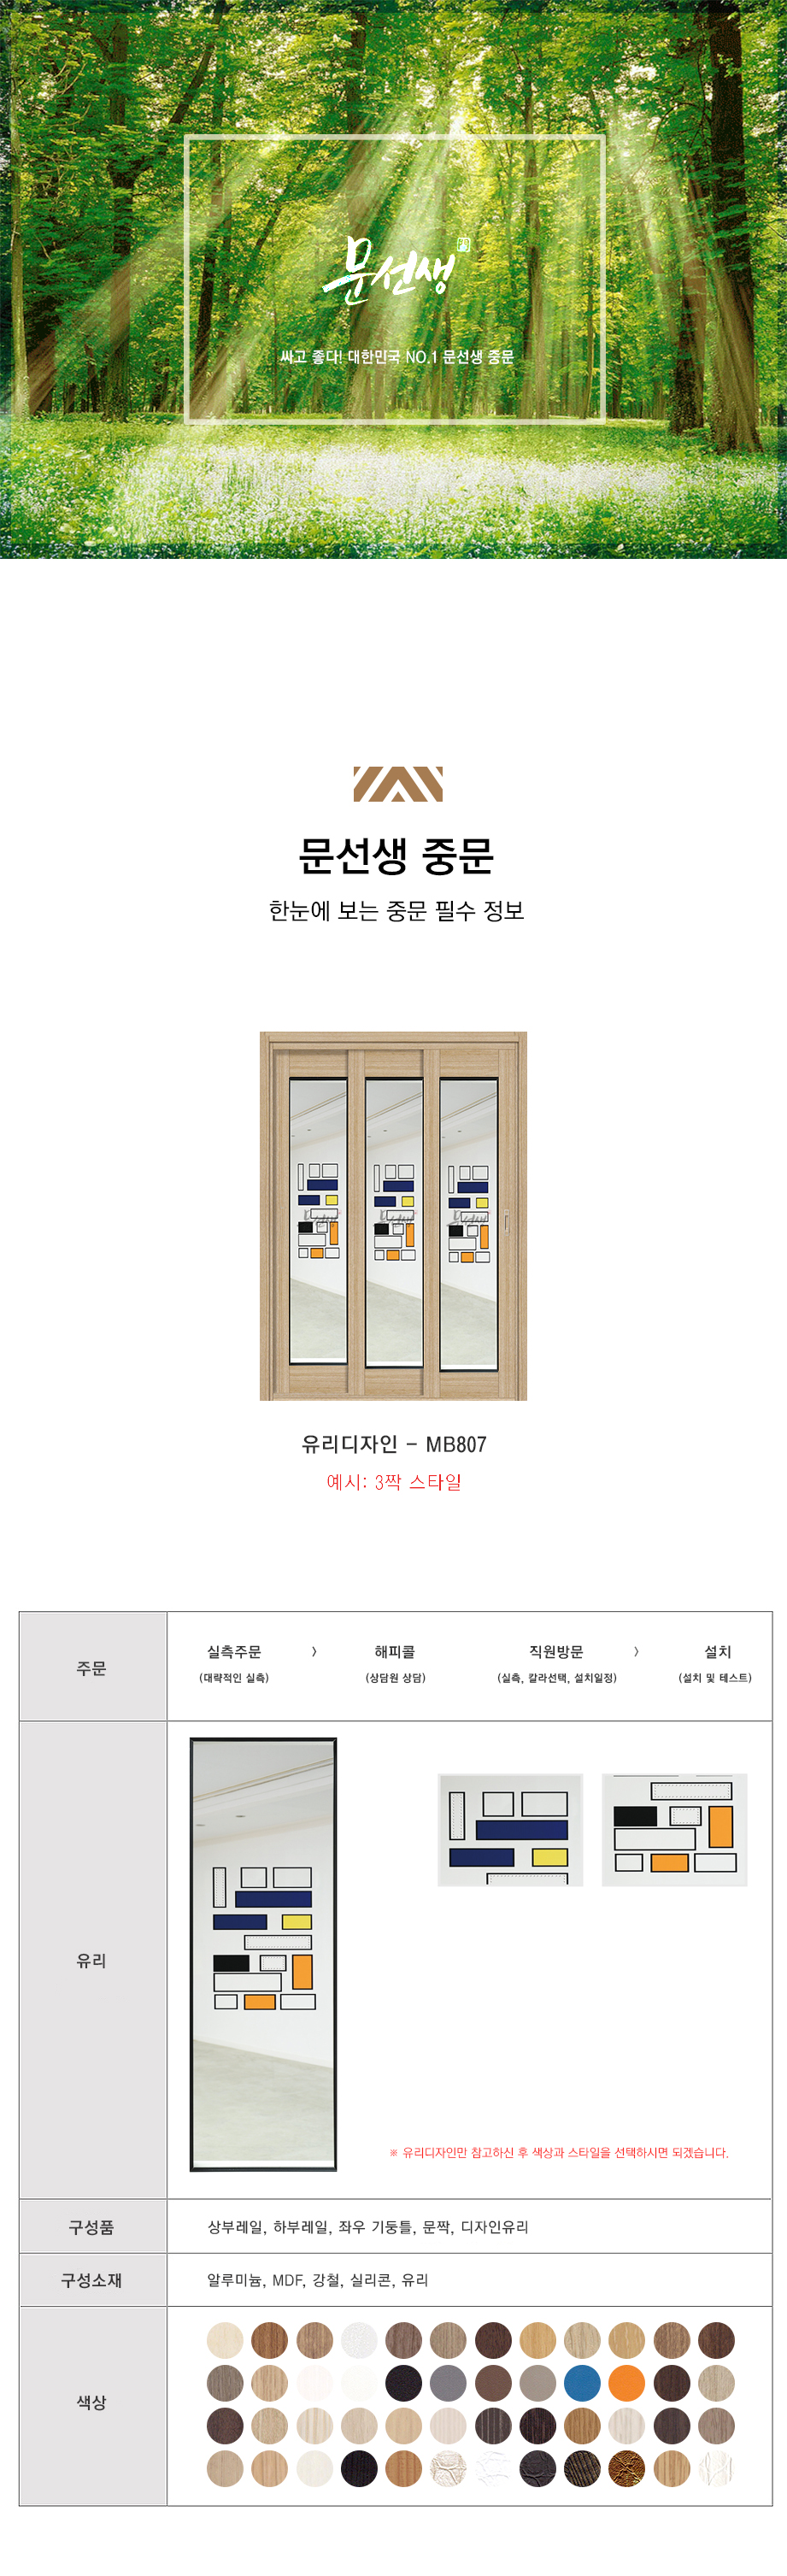 문선생
싸고 좋다! 대한민국 NO.1 문선생 중문
문선생 중문
한눈에 보는 중문 필수 정보
유리디자인 - MB807
예시: 3짝 스타일
주문
실측주문 > 해피콜 직원방문 > 설치
(대략적인 실측) (상담원 상담) (실측, 칼라선택, 설치일정) (설치 및 테스트)
유리
※ 유리디자인만 참고하신 후 색상과 스타일을 선택하시면 되겠습니다.
구성품
상부레일, 하부레일, 좌우 기둥틀, 문짝, 디자인유리
구성소재
알루미늄, MDF, 강철, 실리콘, 유리
색상